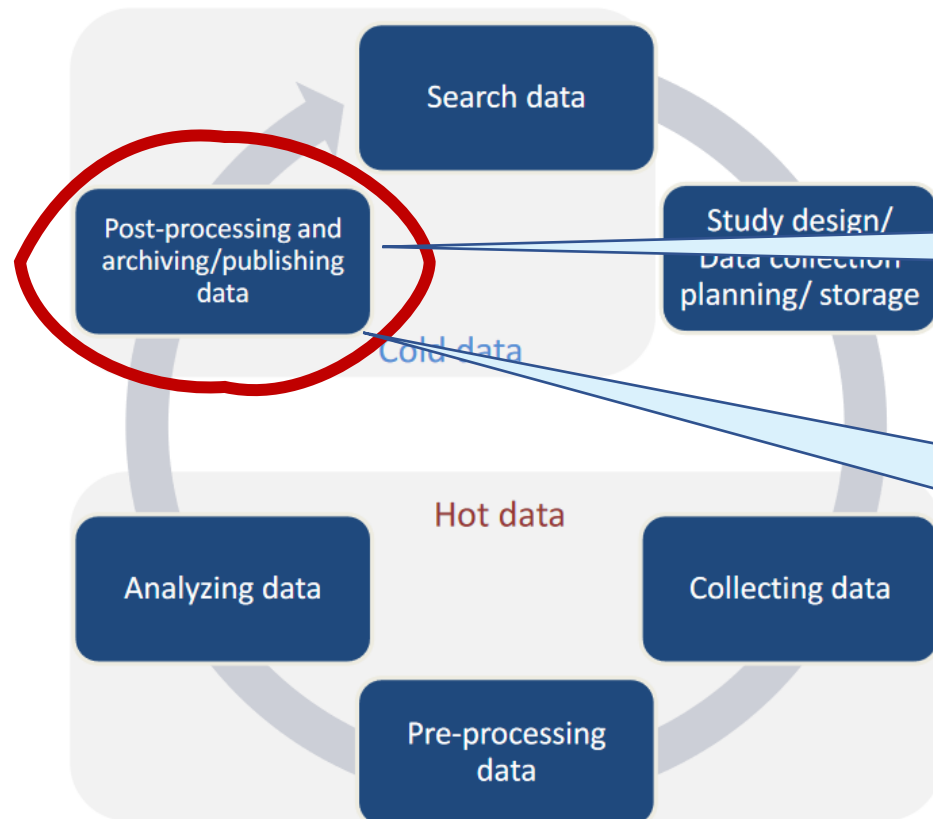 Search data
Post-processing and
archiving/publishing
data
Study design/
Data collection
planning/ storage
Cold data
Hot data
Analyzing data
Collecting data
Pre-processing
data